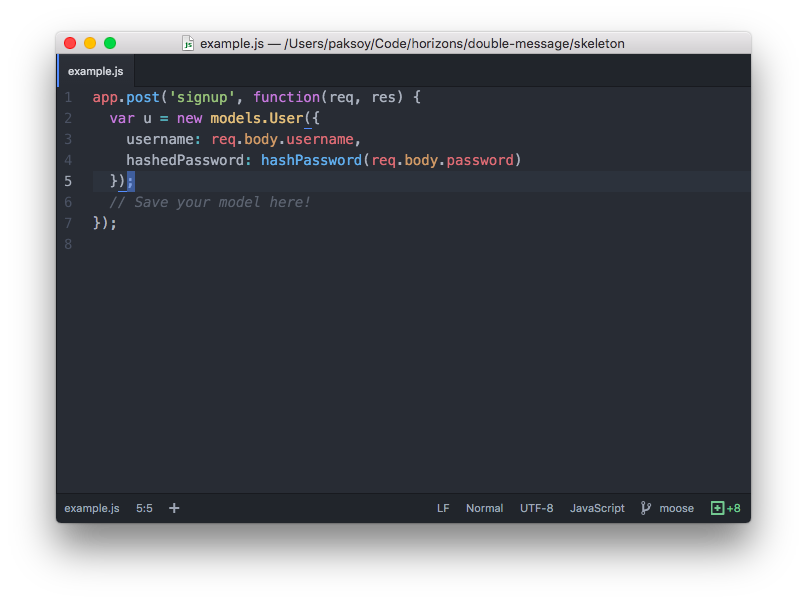 JS
example.js — /Users/paksoy/Code/horizons/double-message/skeleton
example.js
1 app.post('signup', function(req, res) {
2   var u = new models.User({
3     username: req.body.username,
4     hashedPassword: hashPassword(req.body.password)
5   });
6   // Save your model here!
7 });
8
example.js 5:5 + LF Normal UTF-8 JavaScript moose +8